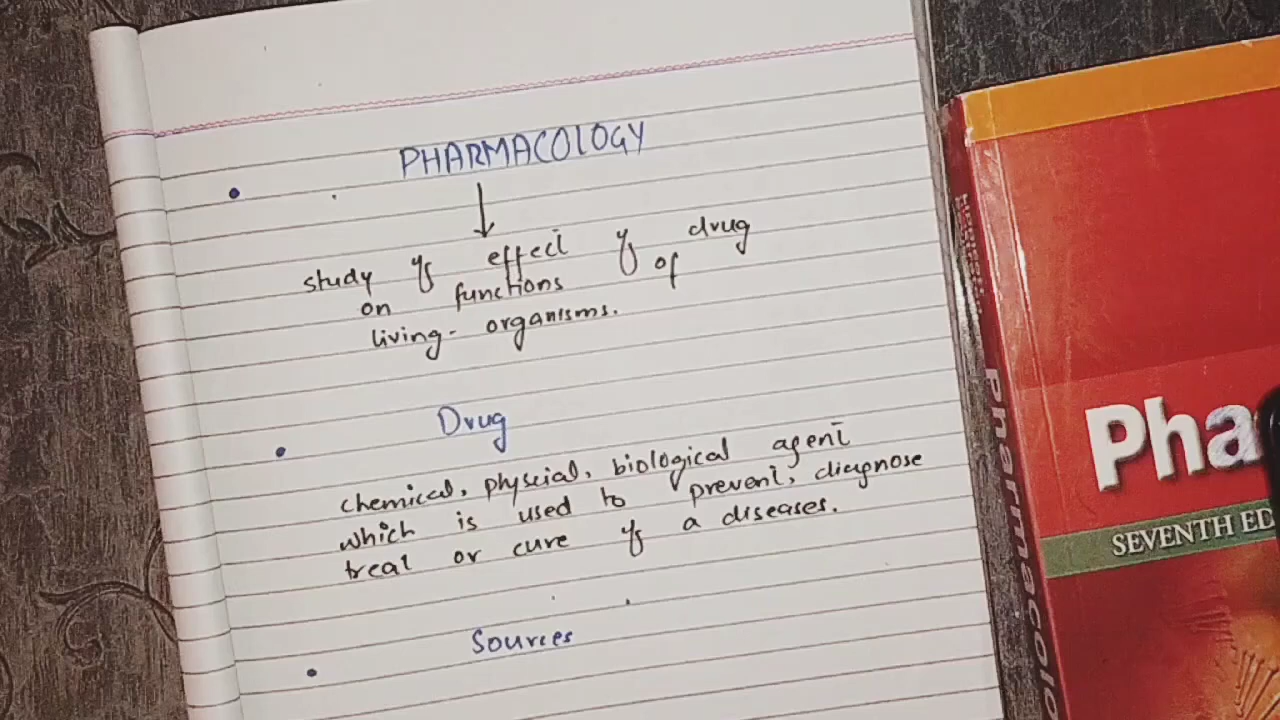 PHARMACOLOGY
study of effect of drug
on functions of
living organisms.
Drug
chemical, physcial, biological agent
which is used to prevent, diagnose
treat or cure of a diseases.
Sources
Pha
SEVENTH ED
Pharmacolo